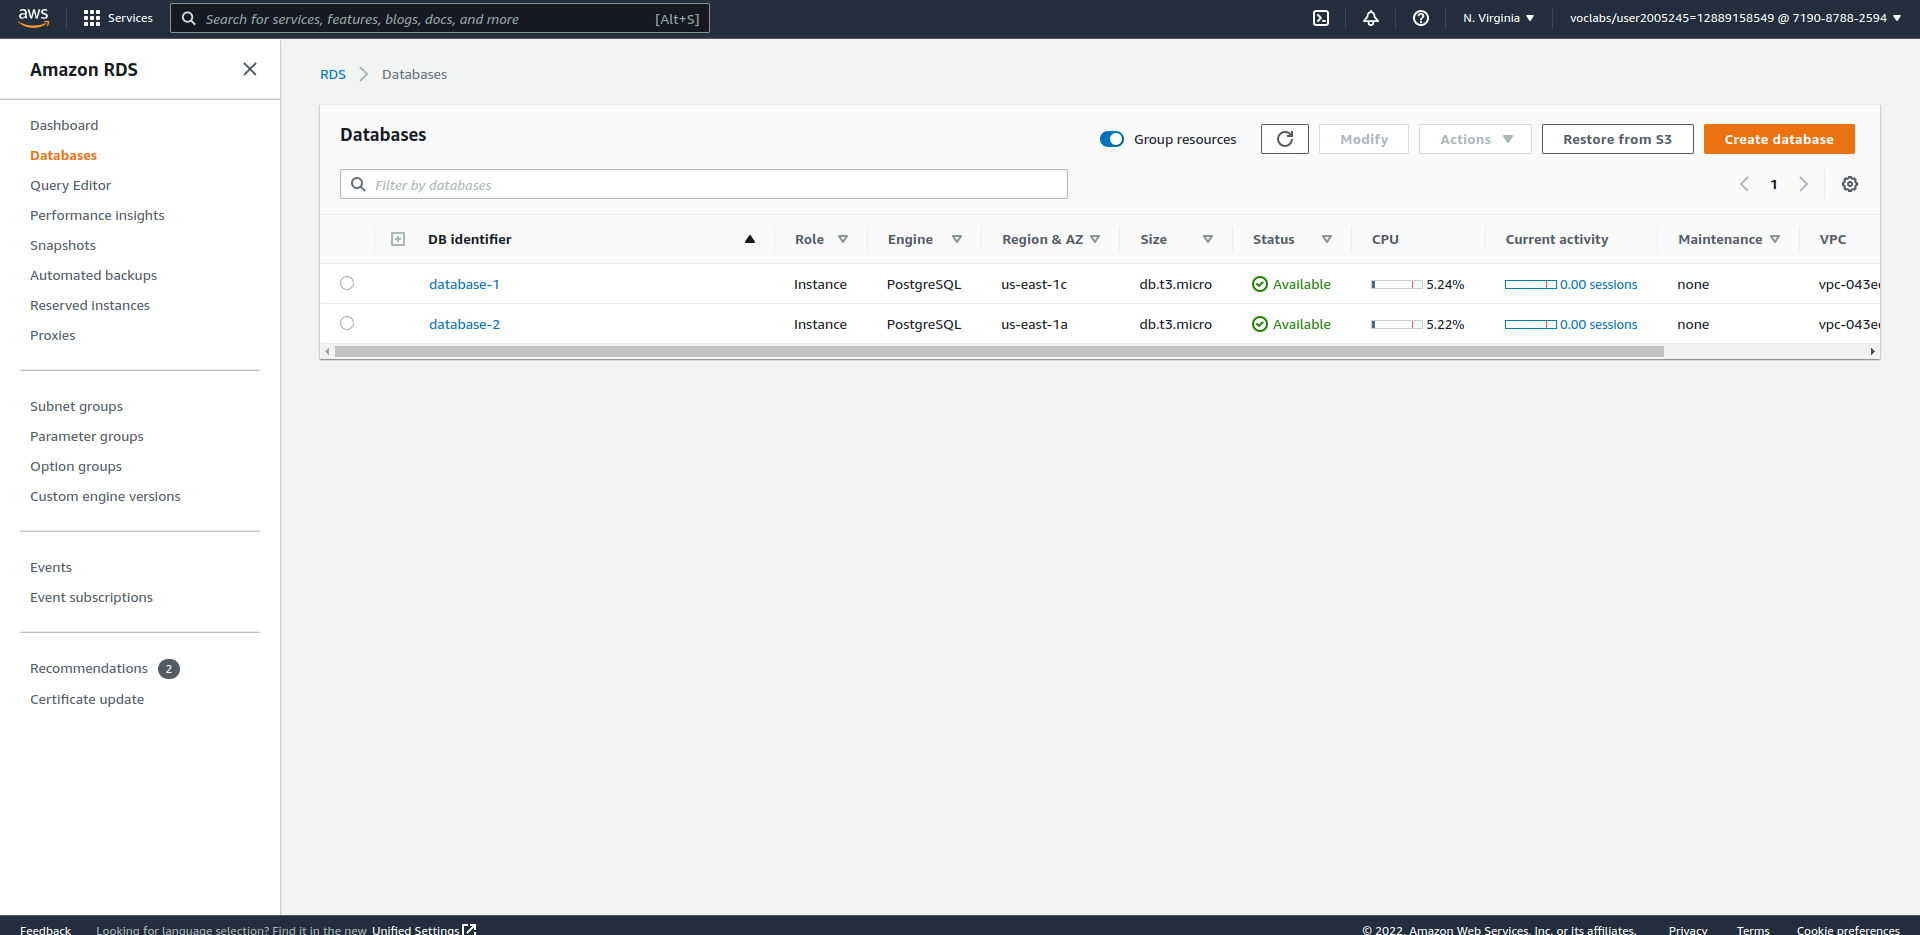 aws Services Search for services, features, blogs, docs, and more [Alt+S] N. Virginia voclabs/user2005245=12889158549 @ 7190-8788-2594
Amazon RDS
Dashboard
Databases
Query Editor
Performance insights
Snapshots
Automated backups
Reserved instances
Proxies
Subnet groups
Parameter groups
Option groups
Custom engine versions
Events
Event subscriptions
Recommendations 2
Certificate update
RDS Databases
Databases
Group resources Modify Actions Restore from S3 Create database
Filter by databases 1
DB identifier Role Engine Region & AZ Size Status CPU Current activity Maintenance VPC
database-1 Instance PostgreSQL us-east-1c db.t3.micro Available 5.24% 0.00 sessions none vpc-043e
database-2 Instance PostgreSQL us-east-1a db.t3.micro Available 5.22% 0.00 sessions none vpc-043e
Feedback Looking for language selection? Find it in the new Unified Settings © 2022, Amazon Web Services, Inc. or its affiliates. Privacy Terms Cookie preferences